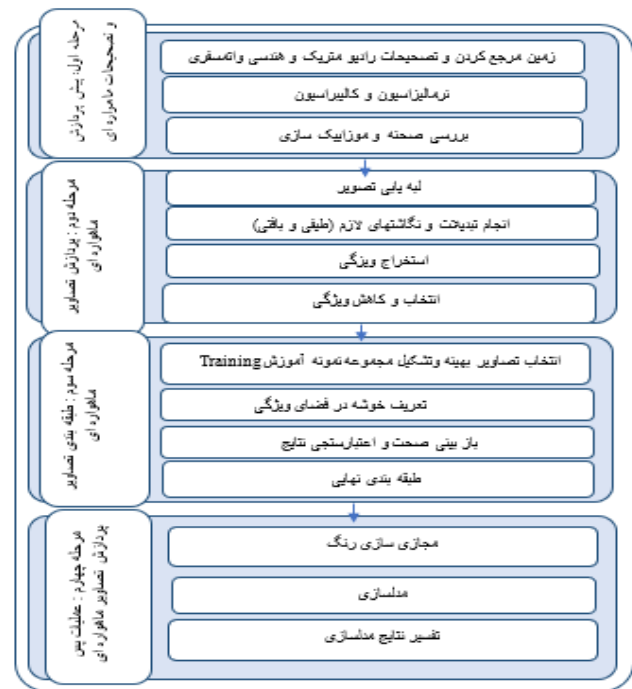 مرحله اول: پیش پردازش
و تصحیحات ماهواره ای
زمین مرجع کردن و تصحیحات رادیو متریک و هندسی واتمسفری
نرمالیزاسیون و کالیبراسیون
بررسی صحنه و موزاییک سازی
مرحله دوم : پردازش تصاویر
ماهواره ای
لبه یابی تصویر
انجام تبدیلات و نگاشتهای لازم (طیفی و بافتی)
استخراج ویژگی
انتخاب و کاهش ویژگی
مرحله سوم : طبقه بندی تصاویر
ماهواره ای
انتخاب تصاویر بهینه وتشکیل مجموعه نمونه آموزش Training
تعریف خوشه در فضای ویژگی
باز بینی صحت و اعتبارسنجی نتایج
طبقه بندی نهایی
مرحله چهارم : عملیات پس
پردازش تصاویر ماهواره ای
مجازی سازی رنگ
مدلسازی
تفسیر نتایج مدلسازی